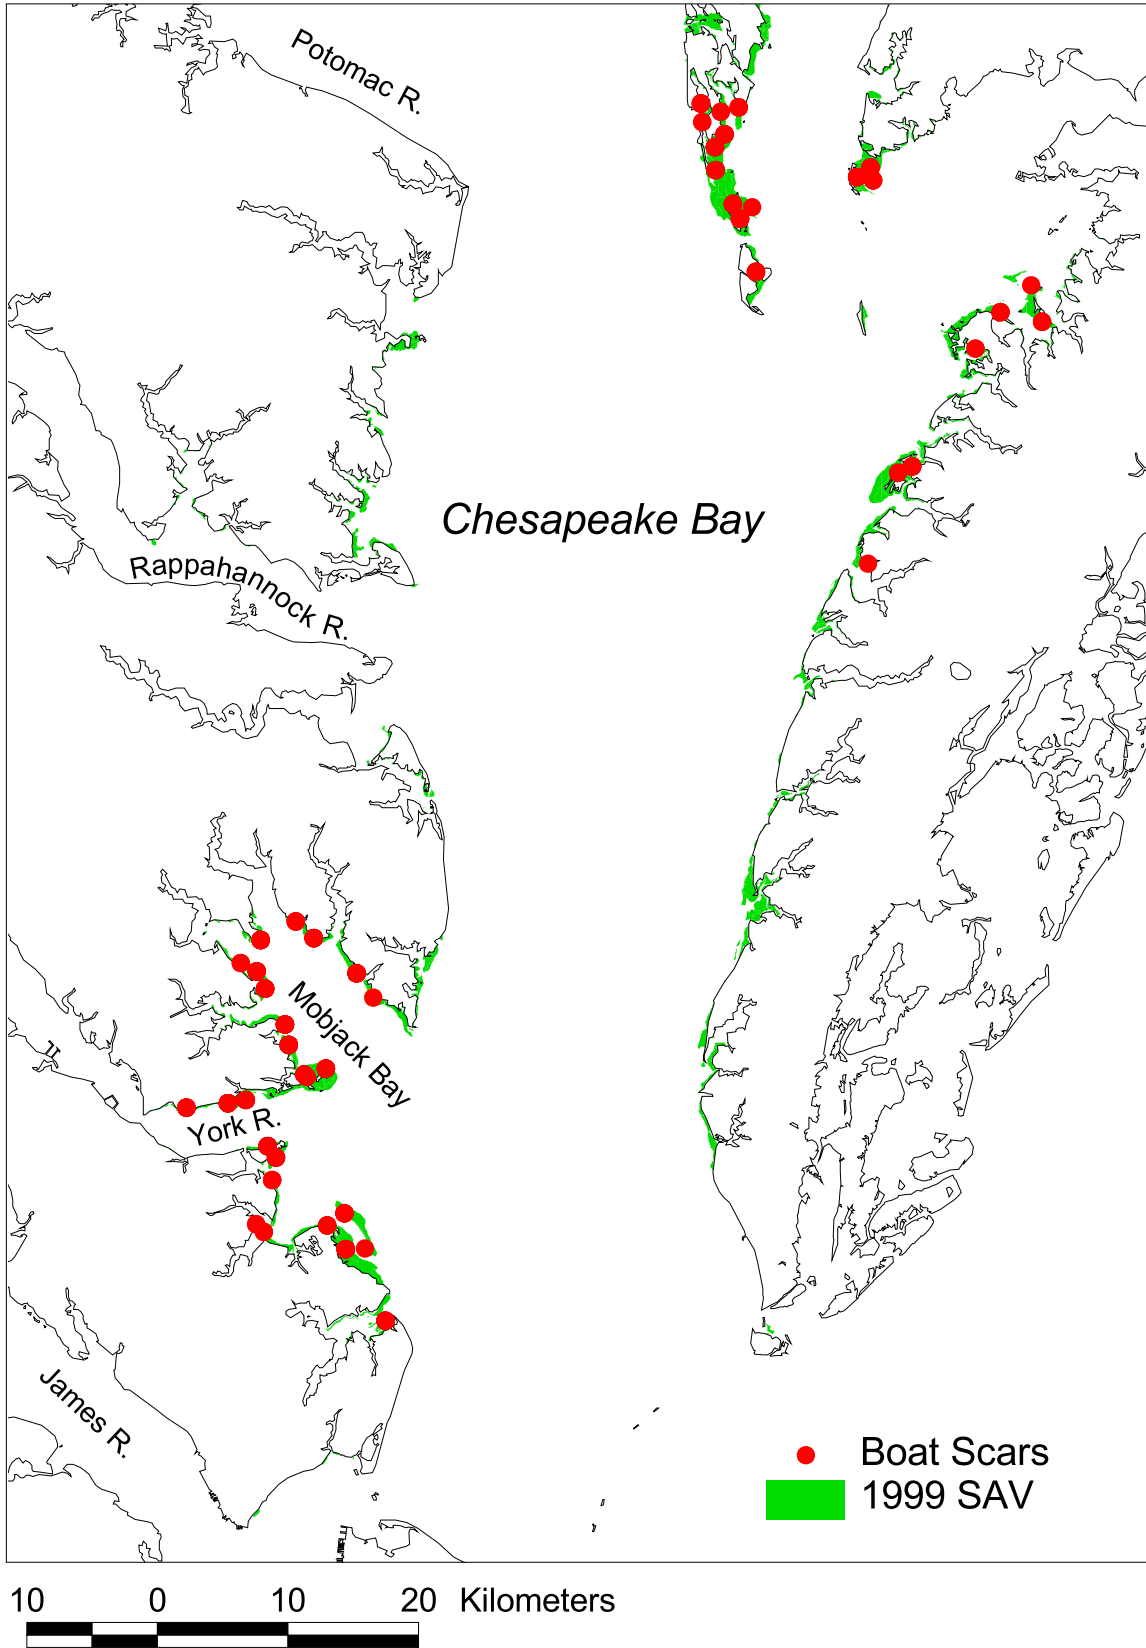 Potomac R.
Chesapeake Bay
Rappahannock R.
Mobjack Bay
York R.
James R.
Boat Scars
1999 SAV
10 0 10 20 Kilometers